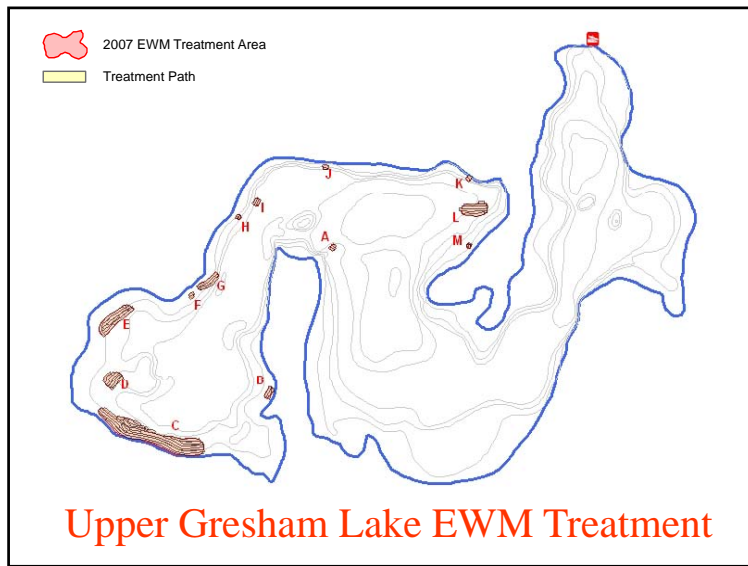 2007 EWM Treatment Area
Treatment Path
J
K
I
L
H
A
M
G
F
E
D
B
C
Upper Gresham Lake EWM Treatment